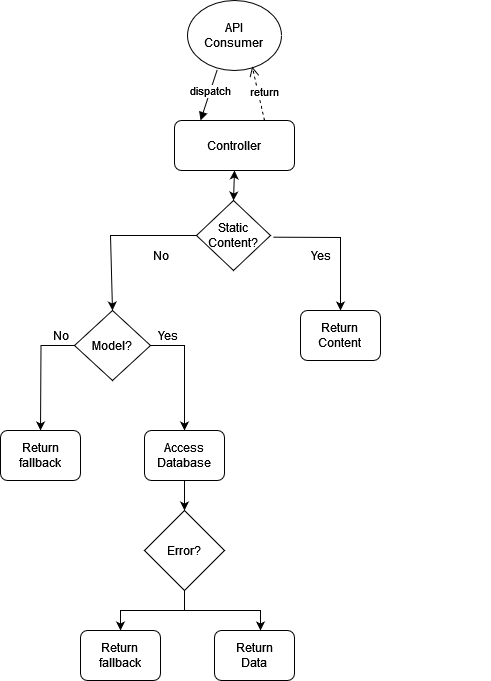 API
Consumer
dispatch
return
Controller
Static
Content?
No
Yes
Return
Content
No
Model?
Yes
Return
fallback
Access
Database
Error?
Return
fallback
Return
Data